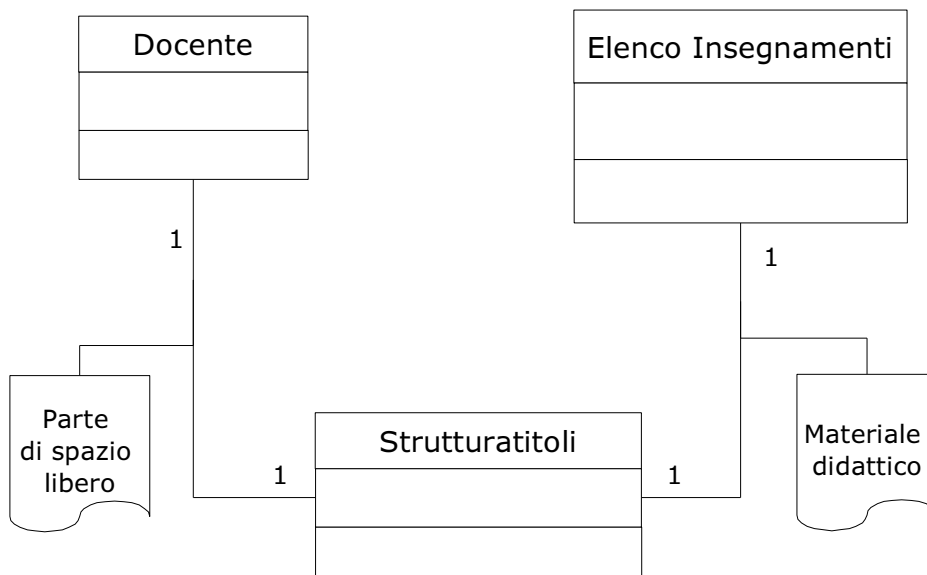 Docente
Elenco Insegnamenti
1
1
Parte
di spazio
libero
Strutturatitoli
Materiale
didattico
1
1